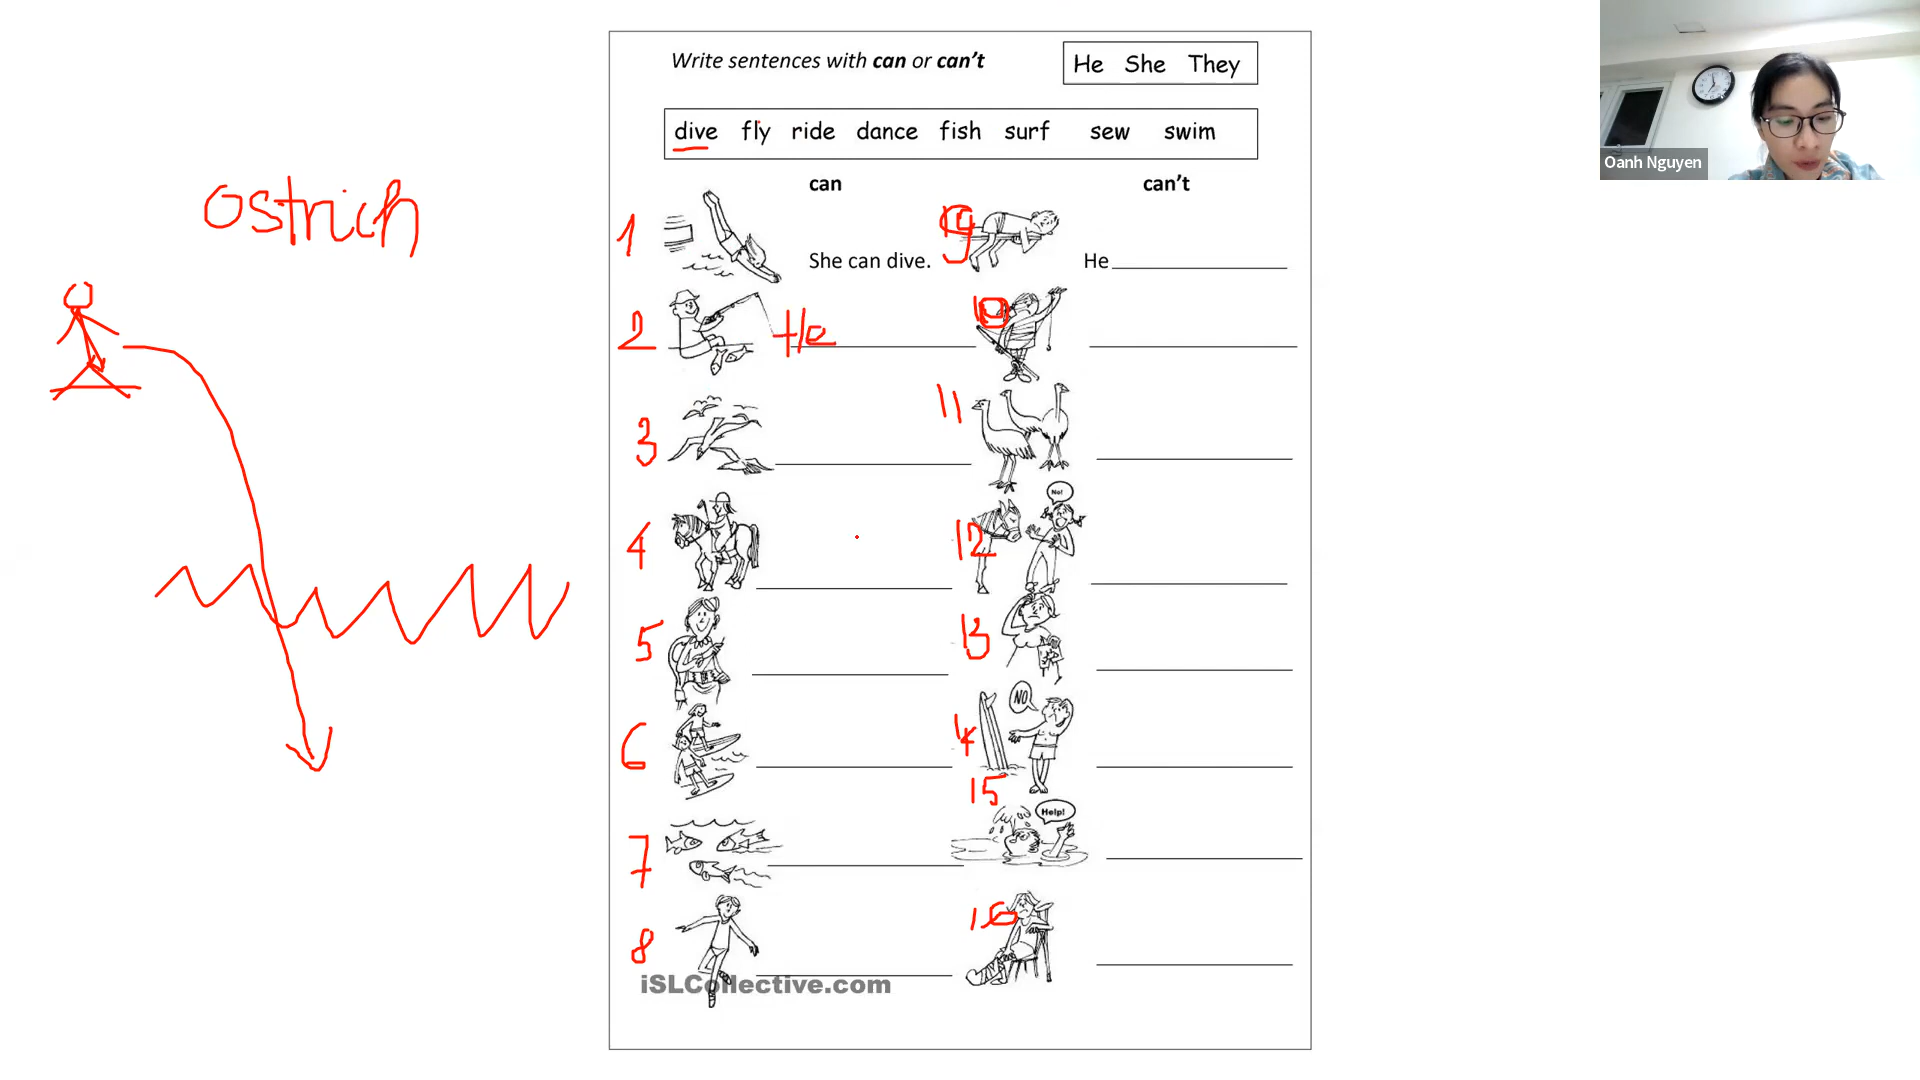 Write sentences with can or can't
He She They
dive fly ride dance fish surf sew swim
can can't
Oanh Nguyen
ostrich
1 She can dive. 9 He
2 He 10
3 11
4 No! 12
5 13
6 NO 14
7 15 Help!
8 16
iSLCollective.com